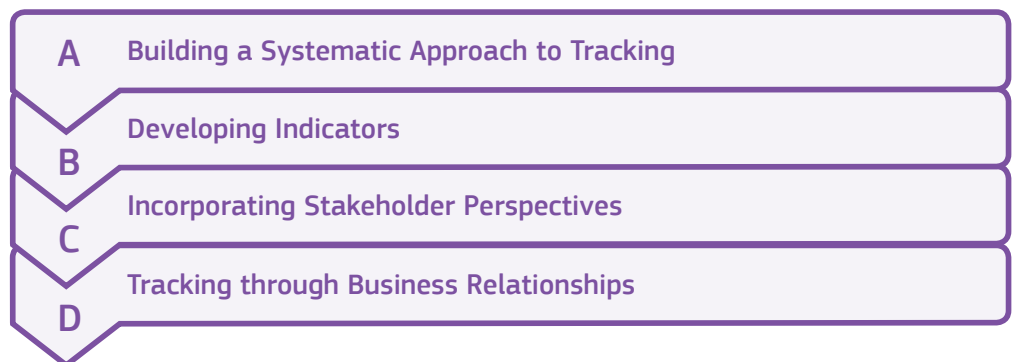 A Building a Systematic Approach to Tracking
B Developing Indicators
C Incorporating Stakeholder Perspectives
D Tracking through Business Relationships